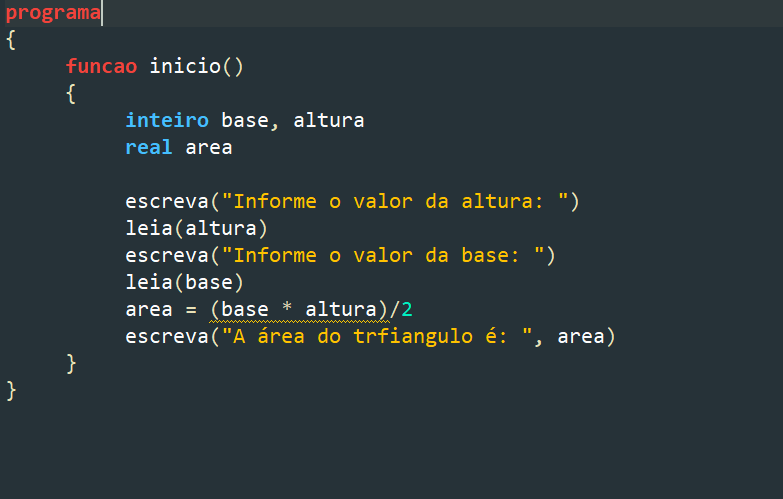 programa
{
funcao inicio()
{
inteiro base, altura
real area
escreva("Informe o valor da altura: ")
leia(altura)
escreva("Informe o valor da base: ")
leia(base)
area = (base * altura)/2
escreva("A área do trfiangulo é: ", area)
}
}